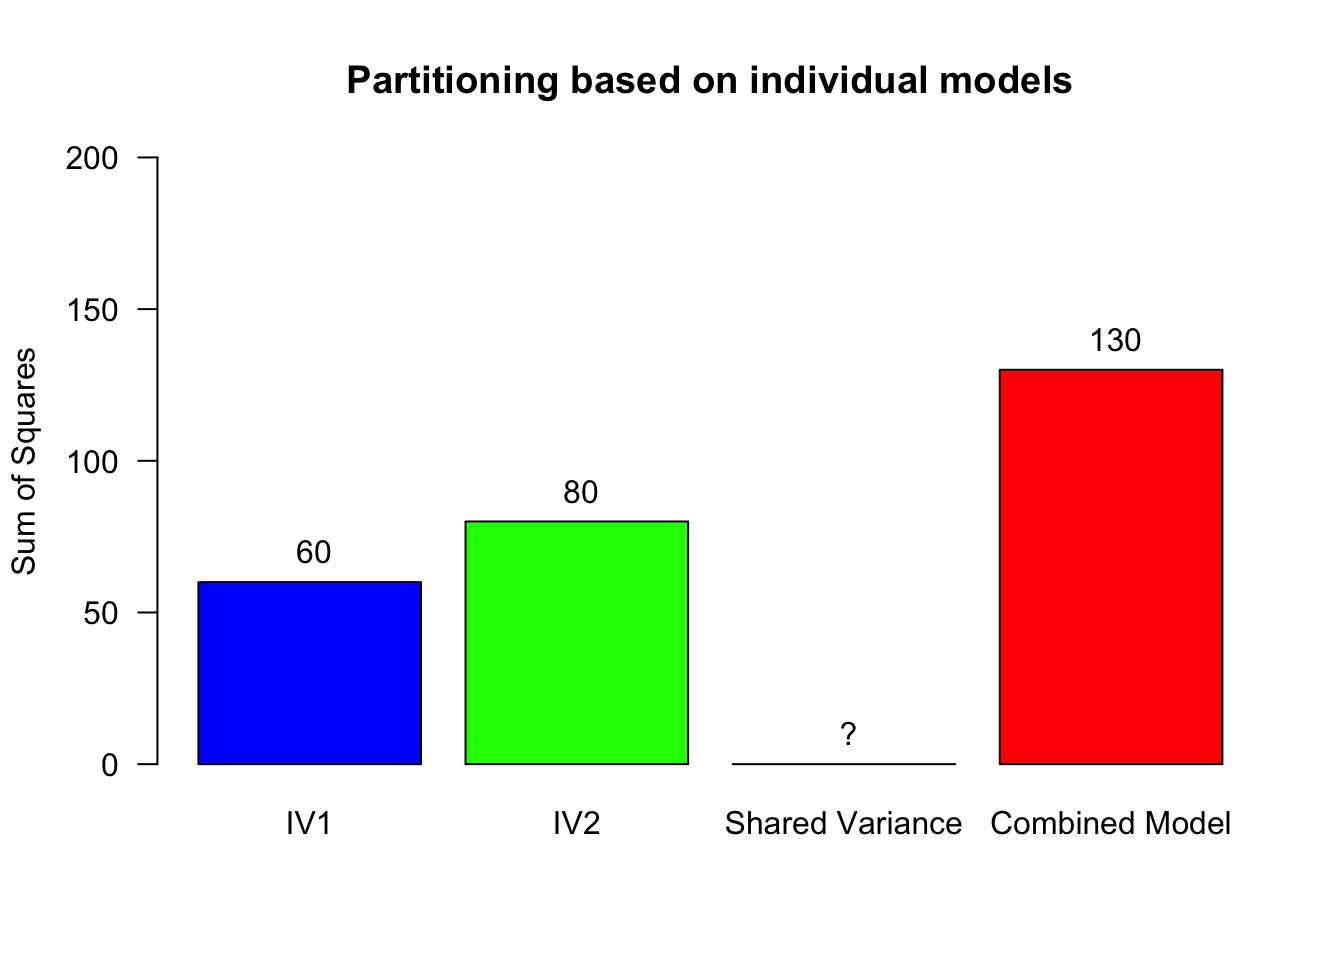 Partitioning based on individual models
Sum of Squares
200
150
100
50
0
60
80
?
130
IV1
IV2
Shared Variance
Combined Model